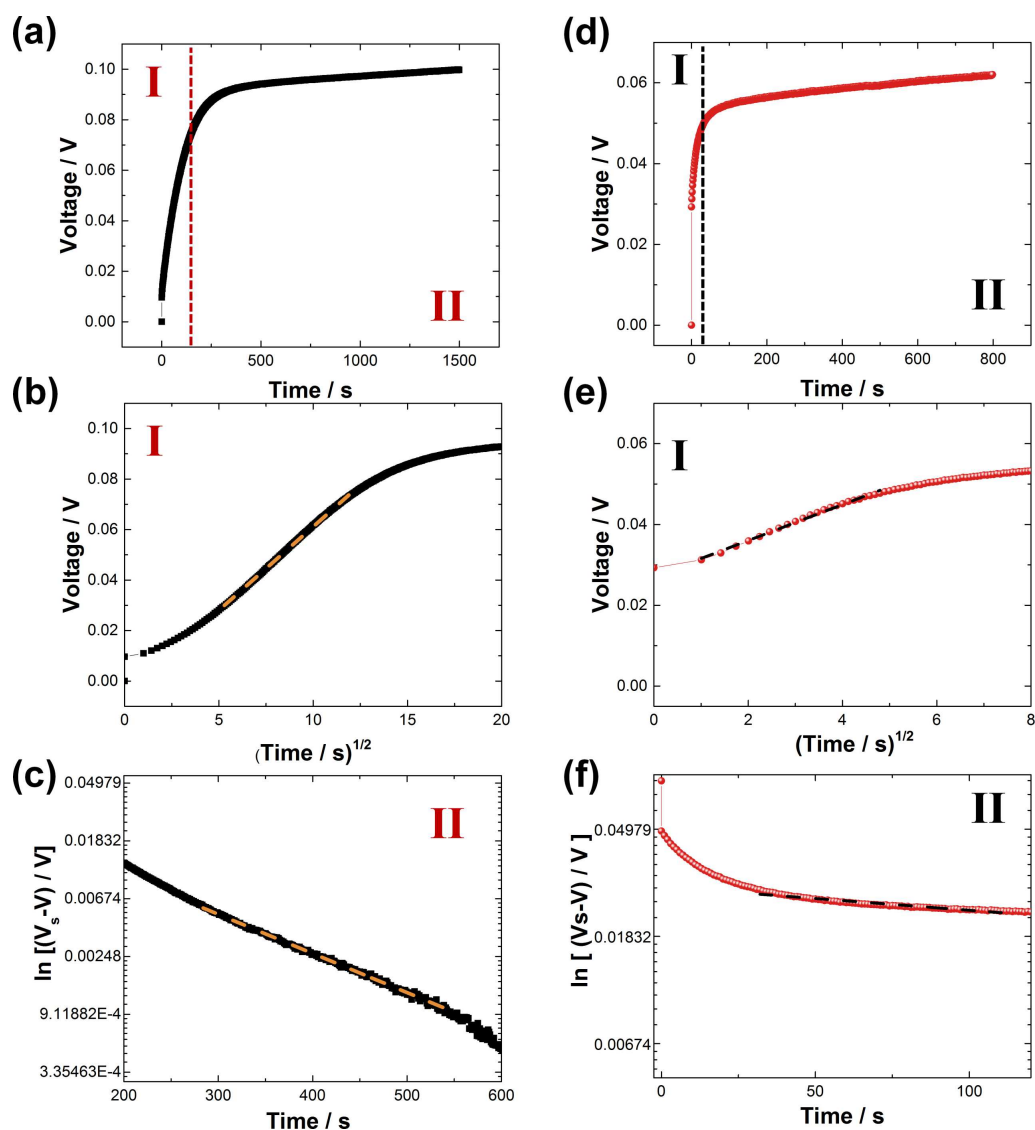 (a)
I
II
Voltage / V
0.10
0.08
0.06
0.04
0.02
0.00
0
500
1000
1500
Time / s
(d)
I
II
Voltage / V
0.06
0.04
0.02
0.00
0
200
400
600
800
Time / s
(b)
I
Voltage / V
0.10
0.08
0.06
0.04
0.02
0.00
0
5
10
15
20
(Time / s)^1/2
(e)
I
Voltage / V
0.06
0.04
0.02
0.00
0
2
4
6
8
(Time / s)^1/2
(c)
II
ln [(Vs-V) / V]
0.04979
0.01832
0.00674
0.00248
9.11882E-4
3.35463E-4
200
300
400
500
600
Time / s
(f)
II
ln [ (Vs-V) / V ]
0.04979
0.01832
0.00674
0
50
100
Time / s